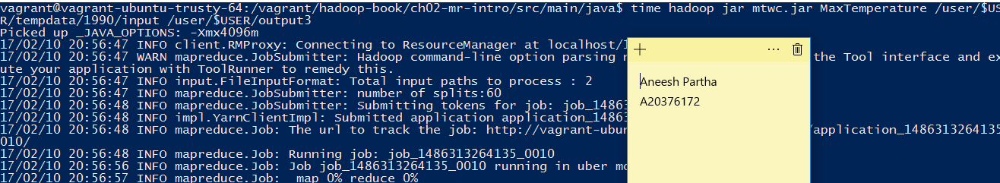 vagrant@vagrant-ubuntu-trusty-64:/vagrant/hadoop-book/ch02-mr-intro/src/main/java$ time hadoop jar mtwc.jar MaxTemperature /user/$US
R/tempdata/1990/input /user/$USER/output3
Picked up _JAVA_OPTIONS: -Xmx4096m
17/02/10 20:56:47 INFO client.RMProxy: Connecting to ResourceManager at localhost/
17/02/10 20:56:47 WARN mapreduce.JobSubmitter: Hadoop command-line option parsing the Tool interface and ex
ute your application with ToolRunner to remedy this.
17/02/10 20:56:47 INFO input.FileInputFormat: Total input paths to process : 2
17/02/10 20:56:47 INFO mapreduce.JobSubmitter: number of splits:60
17/02/10 20:56:48 INFO mapreduce.JobSubmitter: Submitting tokens for job: job_14863
17/02/10 20:56:48 INFO impl.YarnClientImpl: Submitted application application_14863
17/02/10 20:56:48 INFO mapreduce.Job: The url to track the job: http://vagrant-ubun /application_1486313264135
010/
17/02/10 20:56:48 INFO mapreduce.Job: Running job: job_1486313264135_0010
17/02/10 20:56:56 INFO mapreduce.Job: Job job_1486313264135_0010 running in uber mo
17/02/10 20:56:57 INFO mapreduce.Job:  map 0% reduce 0%
Aneesh Partha
A20376172